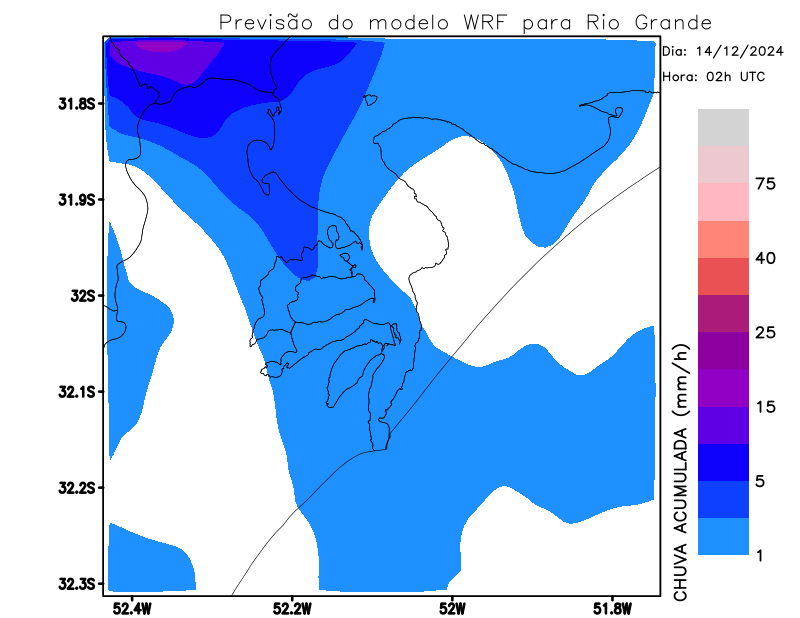 Previsão do modelo WRF para Rio Grande
Dia: 14/12/2024
Hora: 02h UTC
31.8S
31.9S
32S
32.1S
32.2S
32.3S
52.4W
52.2W
52W
51.8W
75
40
25
15
5
1
CHUVA ACUMULADA (mm/h)